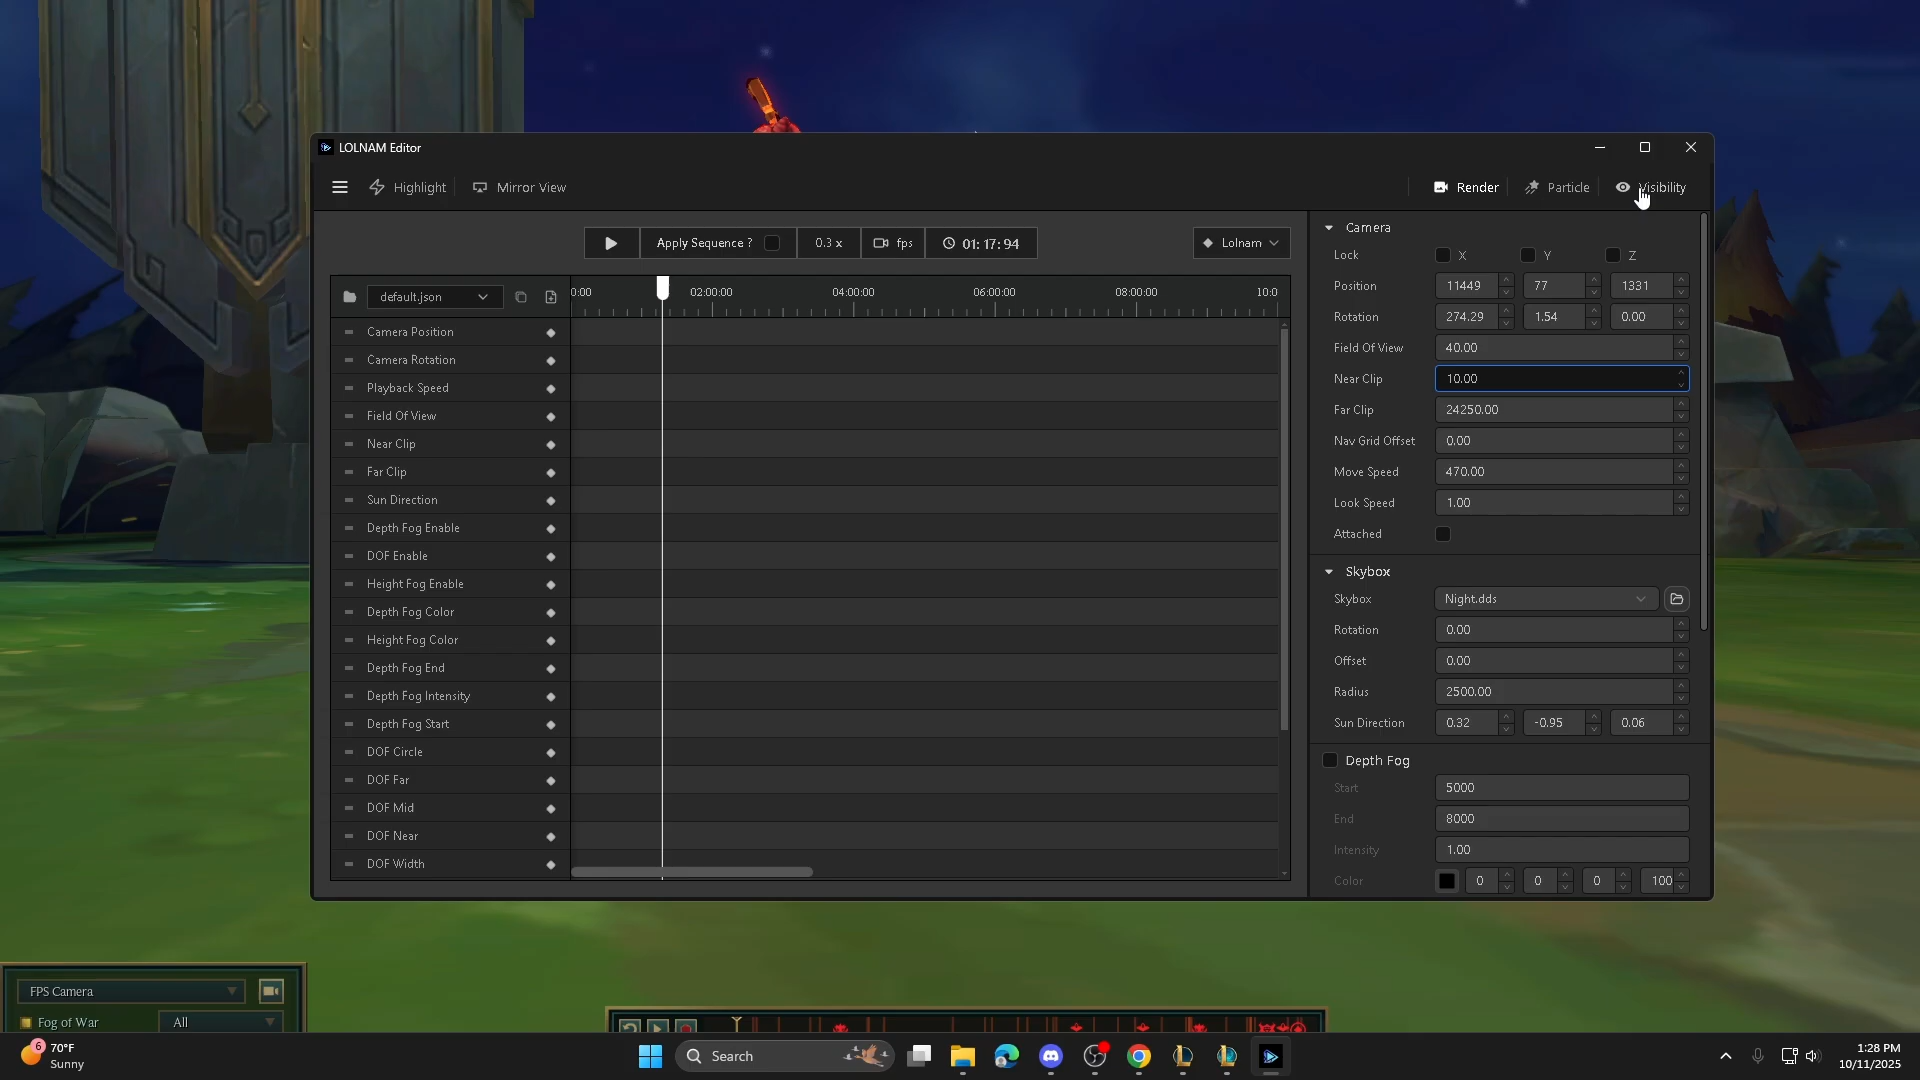 LOLNAM Editor
Highlight
Mirror View
Render
Particle
Visibility
Apply Sequence ?
0.3 x
fps
01: 17: 94
Lolnam
default.json
0:00
02:00:00
04:00:00
06:00:00
08:00:00
10:0
Camera Position
Camera Rotation
Playback Speed
Field Of View
Near Clip
Far Clip
Sun Direction
Depth Fog Enable
DOF Enable
Height Fog Enable
Depth Fog Color
Height Fog Color
Depth Fog End
Depth Fog Intensity
Depth Fog Start
DOF Circle
DOF Far
DOF Mid
DOF Near
DOF Width
Camera
Lock X Y Z
Position 11449 77 1331
Rotation 274.29 1.54 0.00
Field Of View 40.00
Near Clip 10.00
Far Clip 24250.00
Nav Grid Offset 0.00
Move Speed 470.00
Look Speed 1.00
Attached
Skybox
Skybox Night.dds
Rotation 0.00
Offset 0.00
Radius 2500.00
Sun Direction 0.32 -0.95 0.06
Depth Fog
Start 5000
End 8000
Intensity 1.00
Color 0 0 0 100
FPS Camera
Fog of War All
6
70°F
Sunny
Search
1:28 PM
10/11/2025